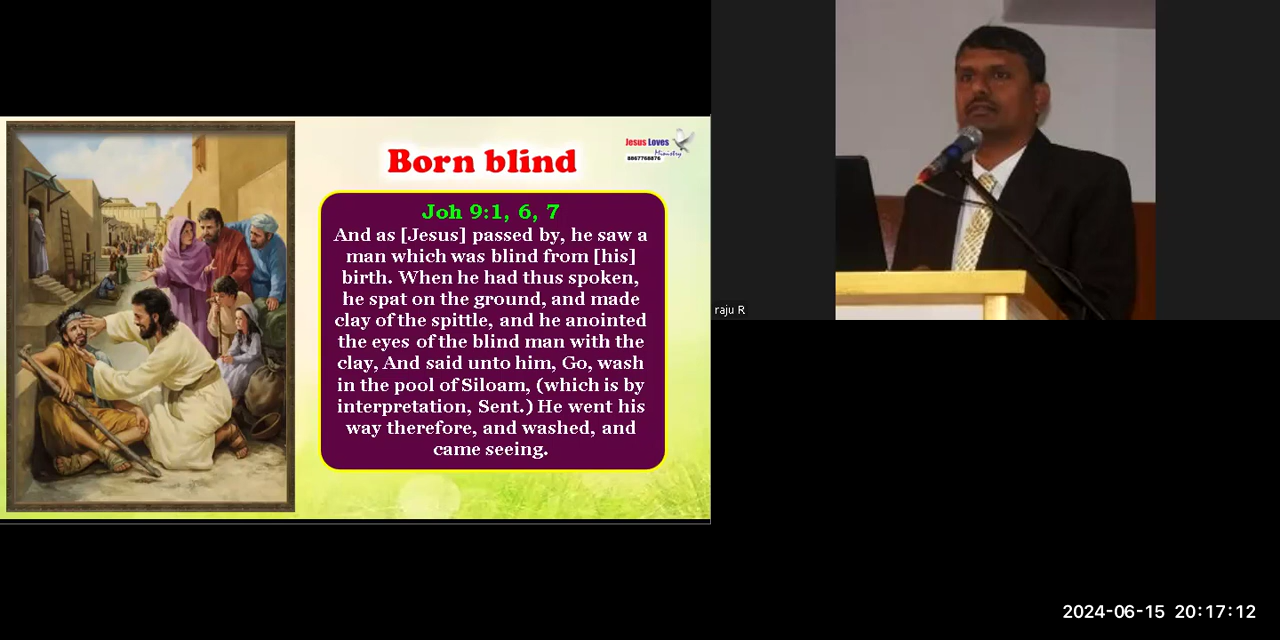 Born blind
Jesus Loves
Ministry
8867768876
Joh 9:1, 6, 7
And as [Jesus] passed by, he saw a
man which was blind from [his]
birth. When he had thus spoken,
he spat on the ground, and made
clay of the spittle, and he anointed
the eyes of the blind man with the
clay, And said unto him, Go, wash
in the pool of Siloam, (which is by
interpretation, Sent.) He went his
way therefore, and washed, and
came seeing.
raju R
2024-06-15 20:17:12